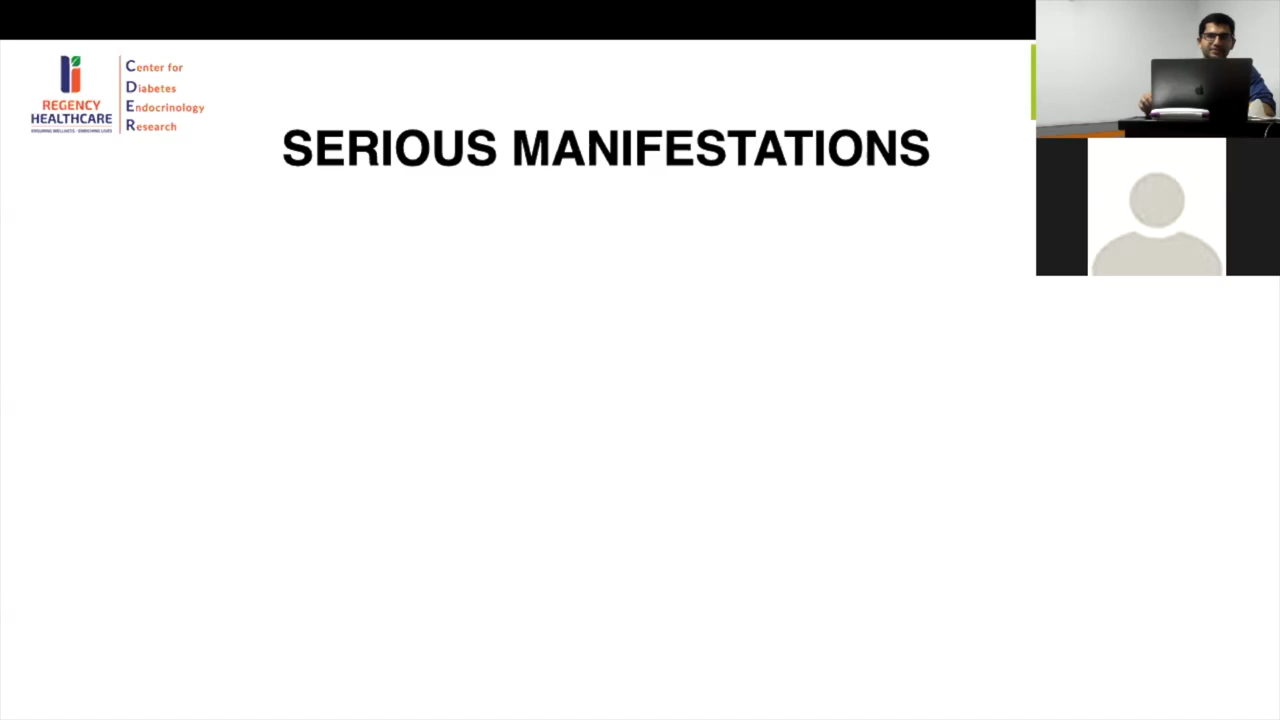 REGENCY
HEALTHCARE
ENSURING WELLNESS · ENRICHING LIVES
Center for
Diabetes
Endocrinology
Research
SERIOUS MANIFESTATIONS